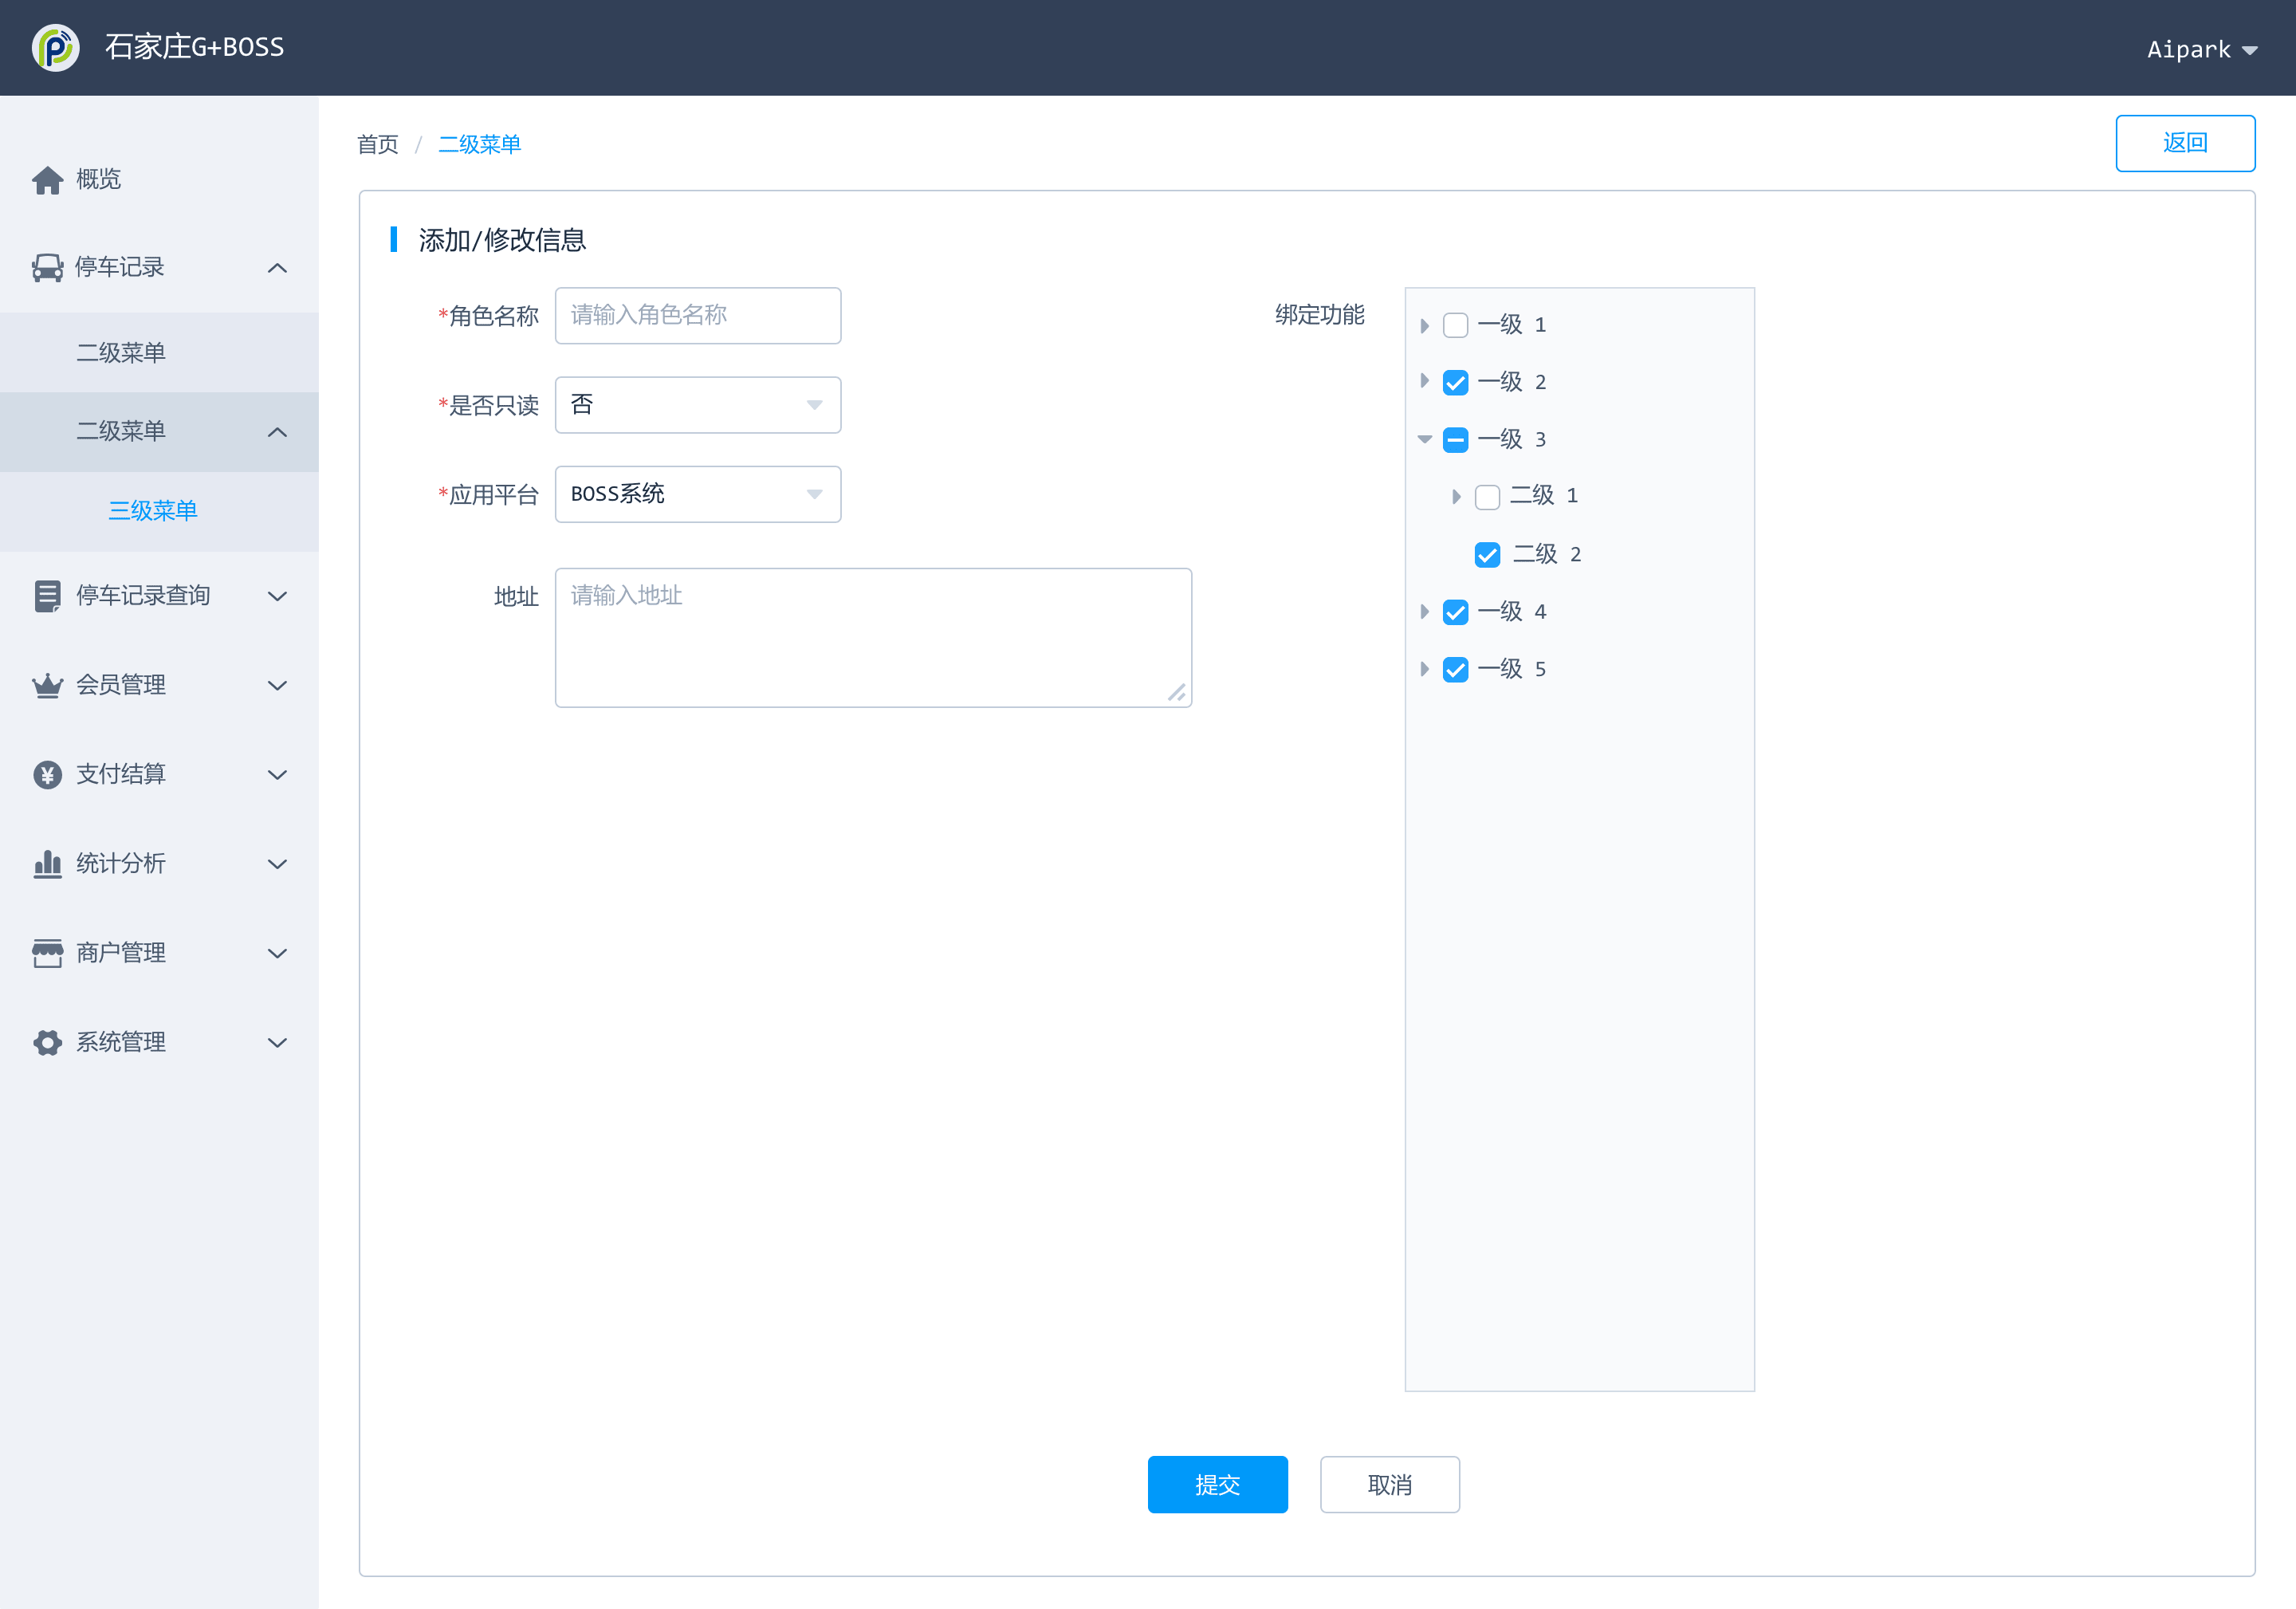 石家庄G+BOSS
Aipark
首页 / 二级菜单
返回
概览
停车记录
二级菜单
二级菜单
三级菜单
停车记录查询
会员管理
支付结算
统计分析
商户管理
系统管理
添加/修改信息
*角色名称 请输入角色名称
*是否只读 否
*应用平台 BOSS系统
地址 请输入地址
绑定功能
一级 1
一级 2
一级 3
二级 1
二级 2
一级 4
一级 5
提交
取消